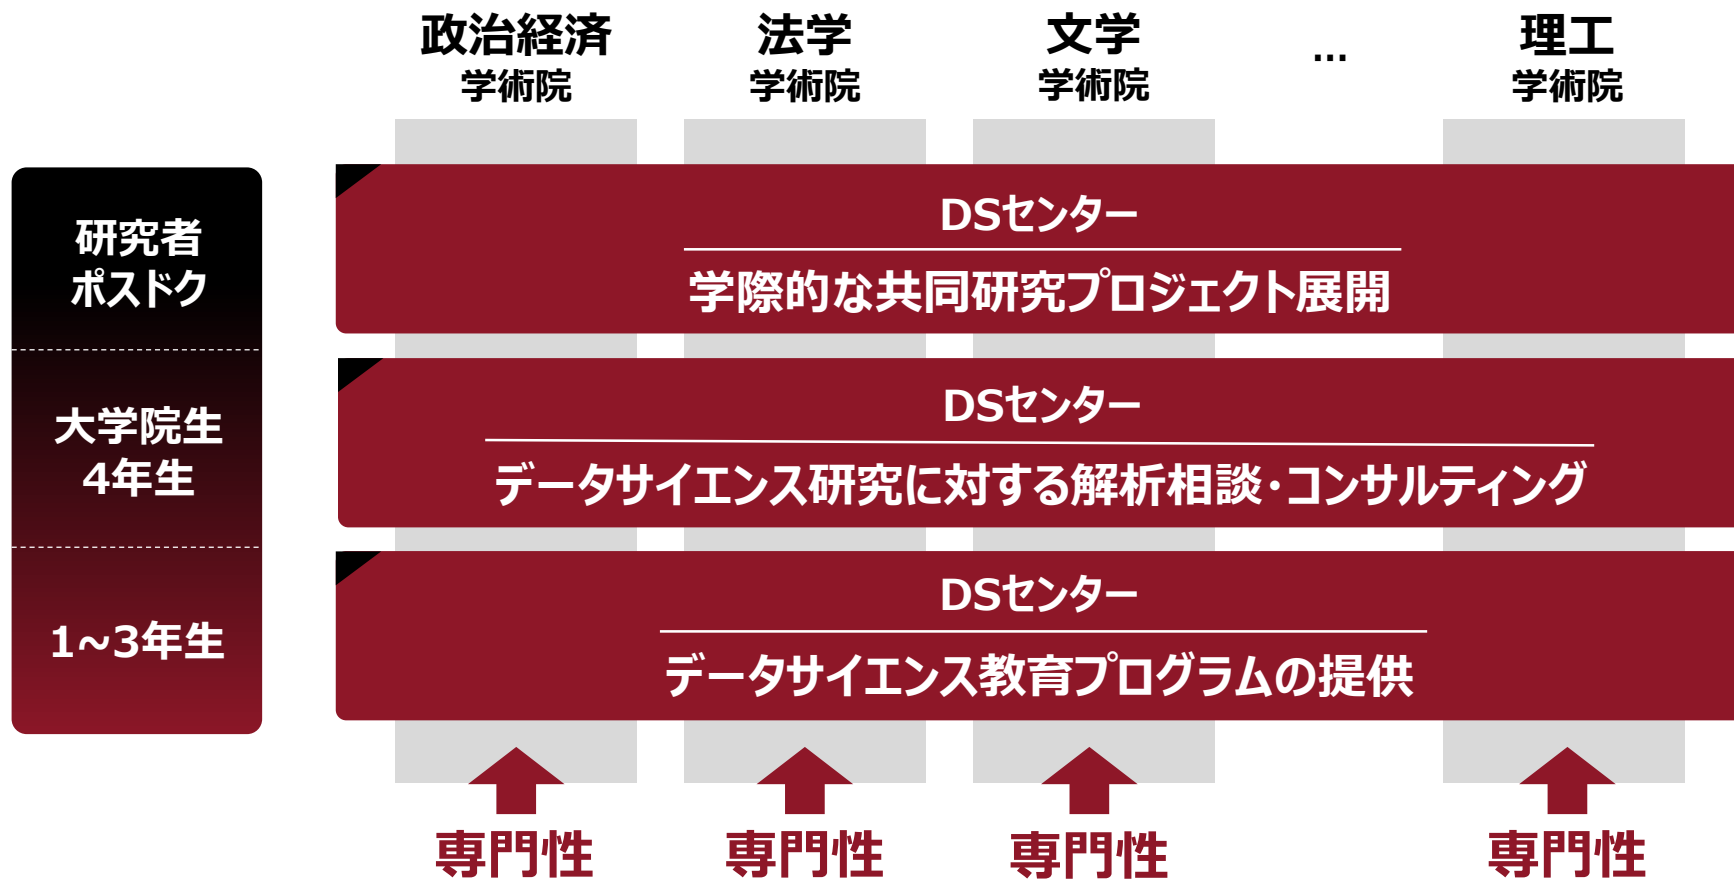 政治経済
学術院
法学
学術院
文学
学術院
...
理工
学術院
研究者
ポスドク
DSセンター
学際的な共同研究プロジェクト展開
大学院生
4年生
DSセンター
データサイエンス研究に対する解析相談・コンサルティング
1~3年生
DSセンター
データサイエンス教育プログラムの提供
専門性
専門性
専門性
専門性